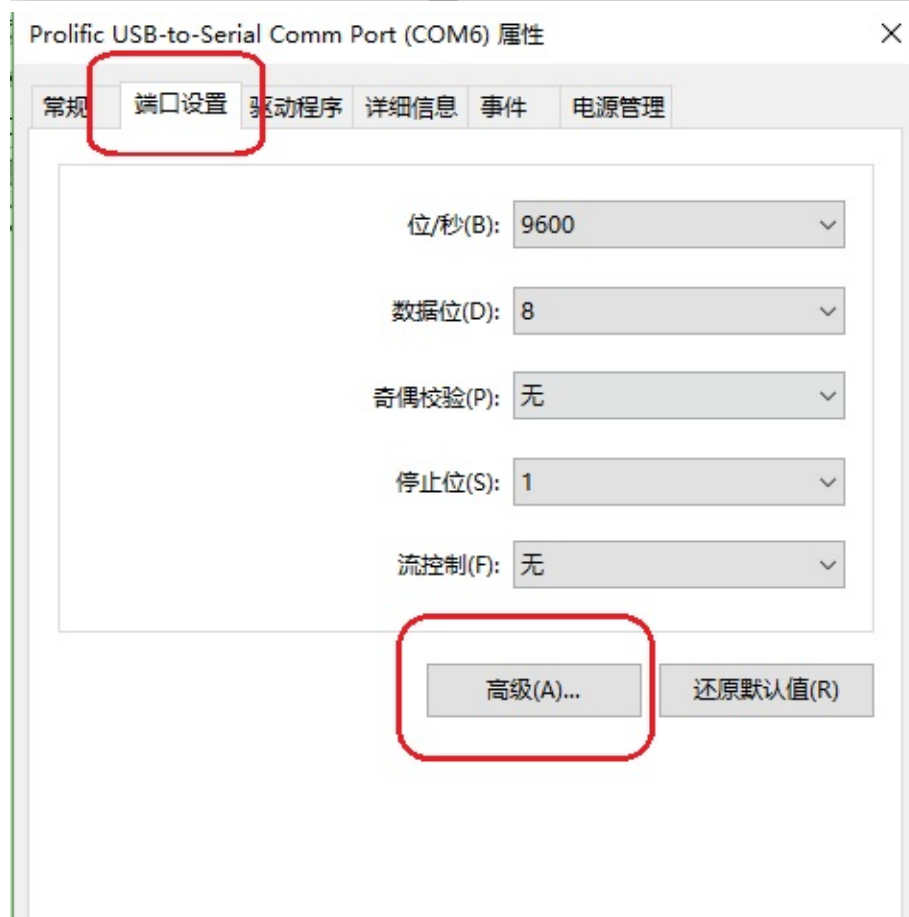 Prolific USB-to-Serial Comm Port (COM6) 属性
常规 端口设置 驱动程序 详细信息 事件 电源管理
位/秒(B): 9600
数据位(D): 8
奇偶校验(P): 无
停止位(S): 1
流控制(F): 无
高级(A)... 还原默认值(R)